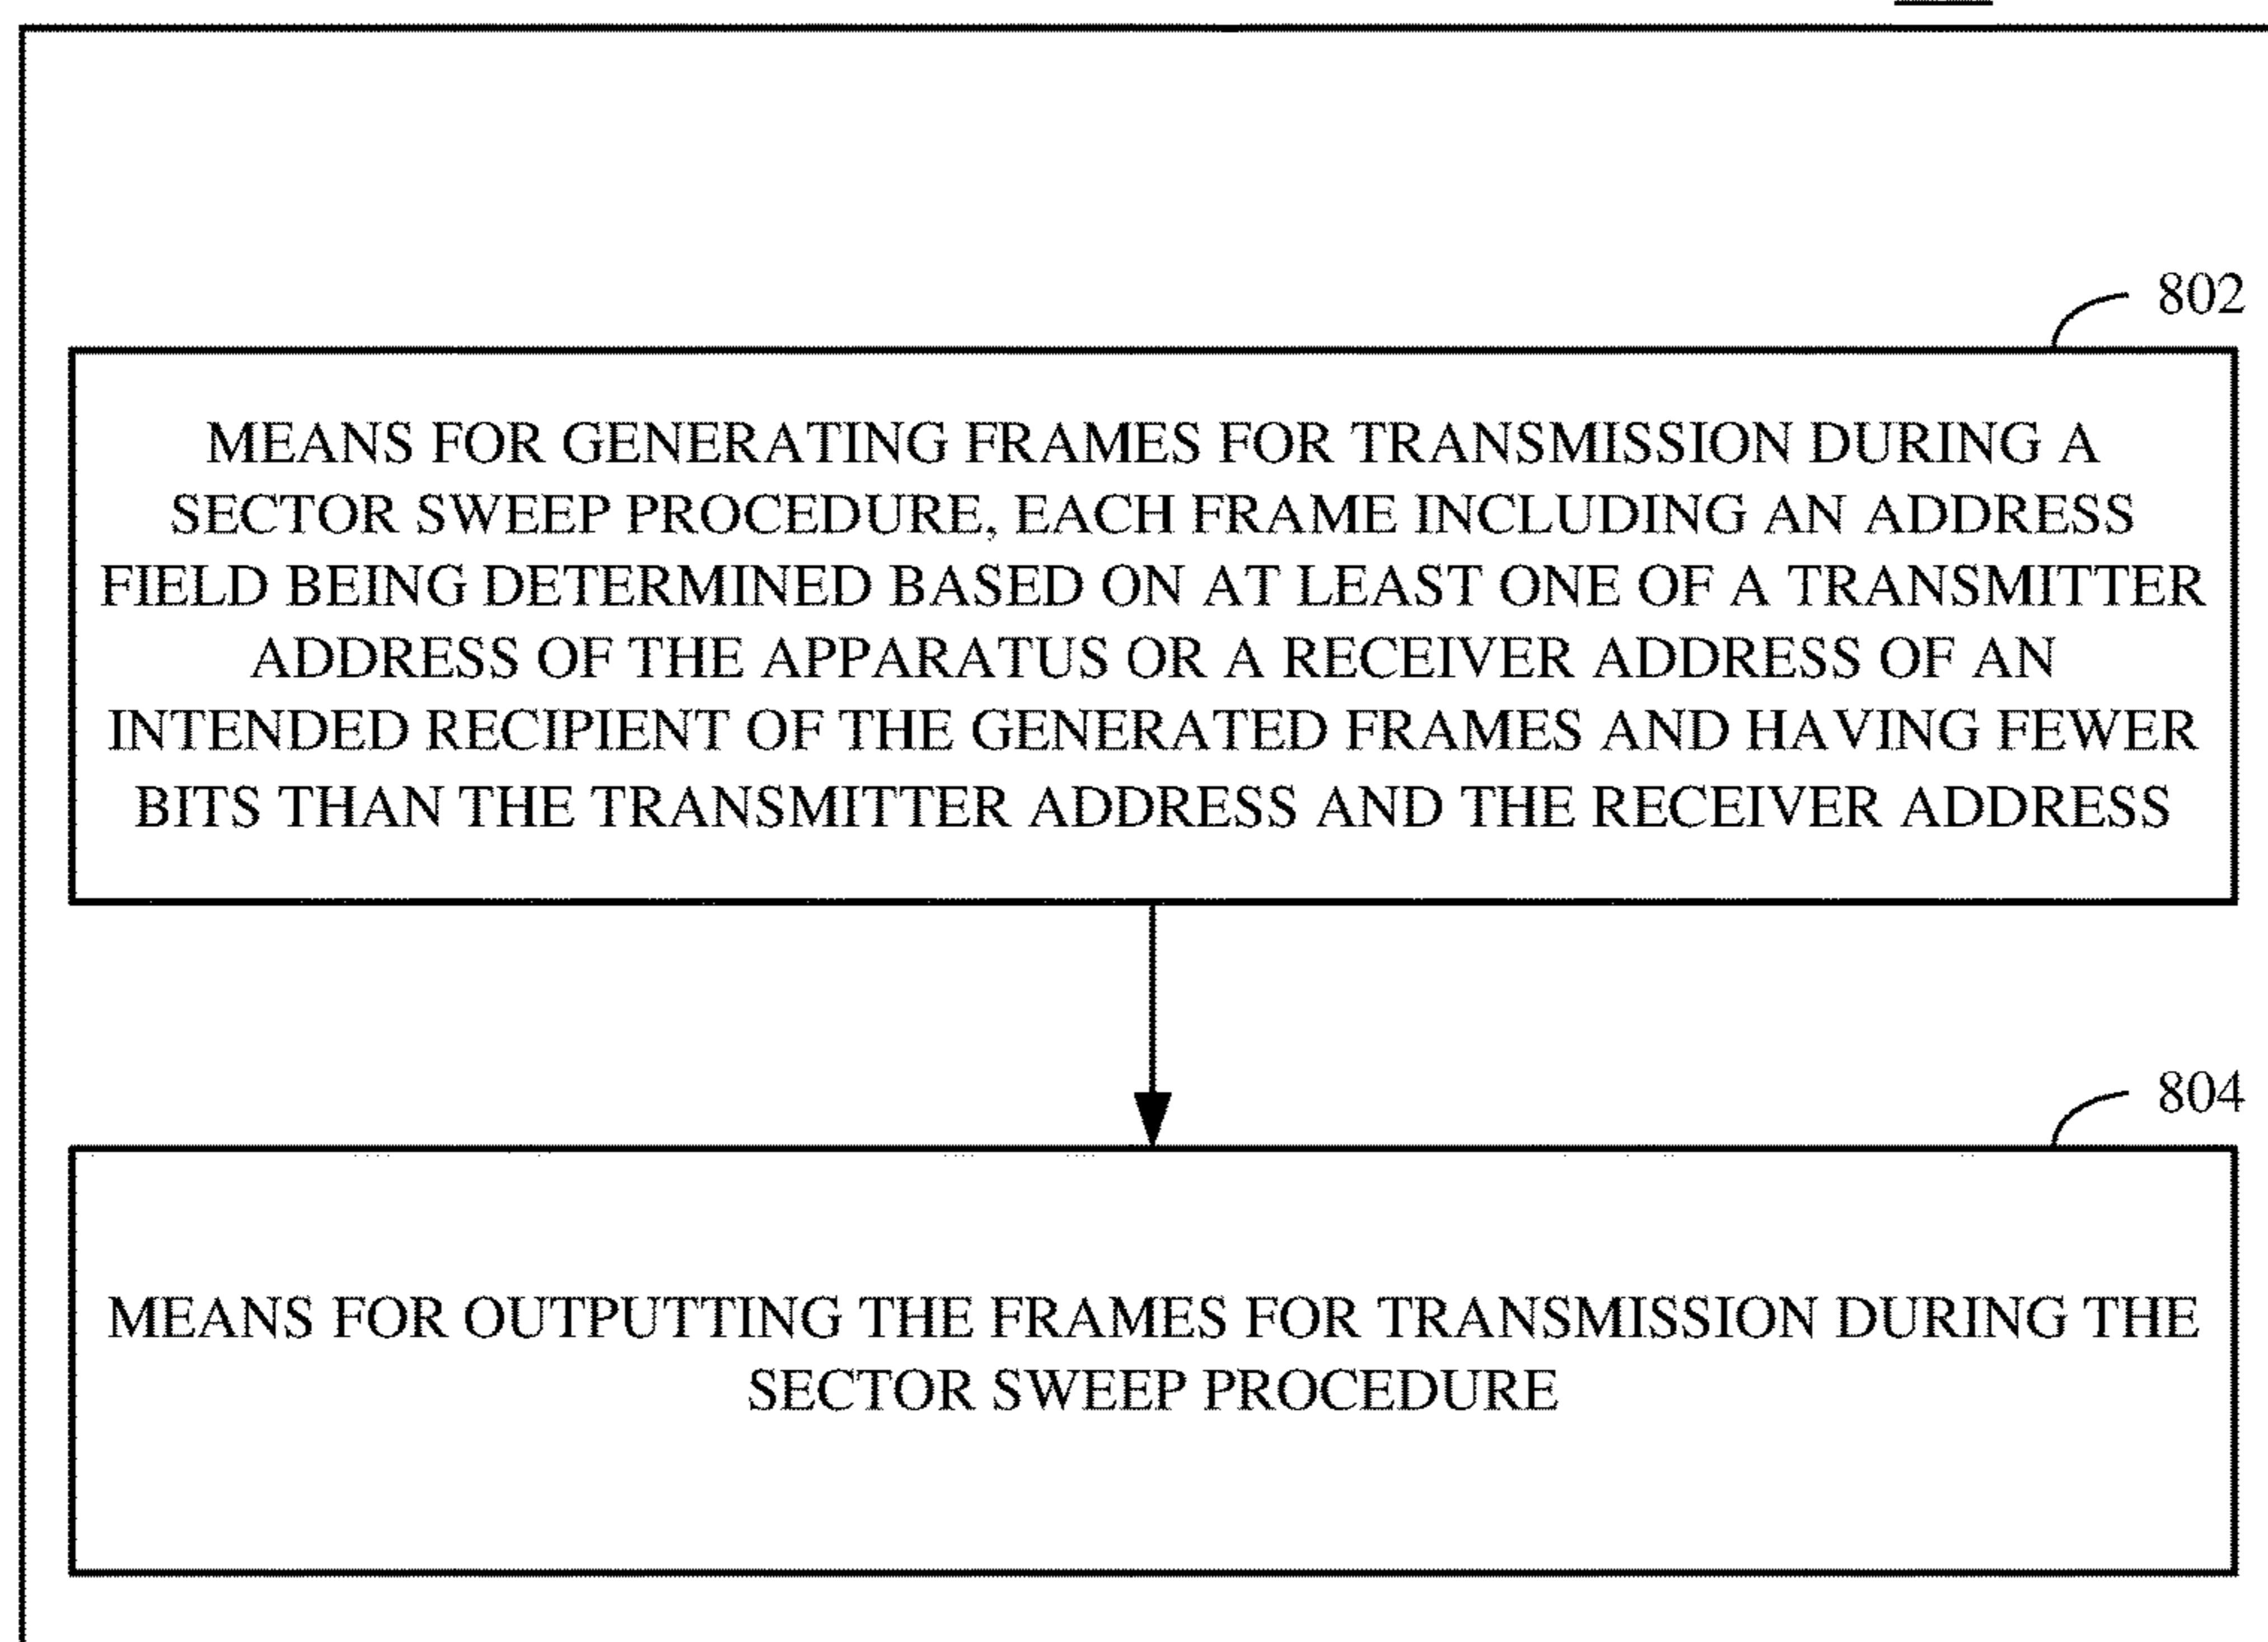 802
MEANS FOR GENERATING FRAMES FOR TRANSMISSION DURING A
SECTOR SWEEP PROCEDURE, EACH FRAME INCLUDING AN ADDRESS
FIELD BEING DETERMINED BASED ON AT LEAST ONE OF A TRANSMITTER
ADDRESS OF THE APPARATUS OR A RECEIVER ADDRESS OF AN
INTENDED RECIPIENT OF THE GENERATED FRAMES AND HAVING FEWER
BITS THAN THE TRANSMITTER ADDRESS AND THE RECEIVER ADDRESS
804
MEANS FOR OUTPUTTING THE FRAMES FOR TRANSMISSION DURING THE
SECTOR SWEEP PROCEDURE